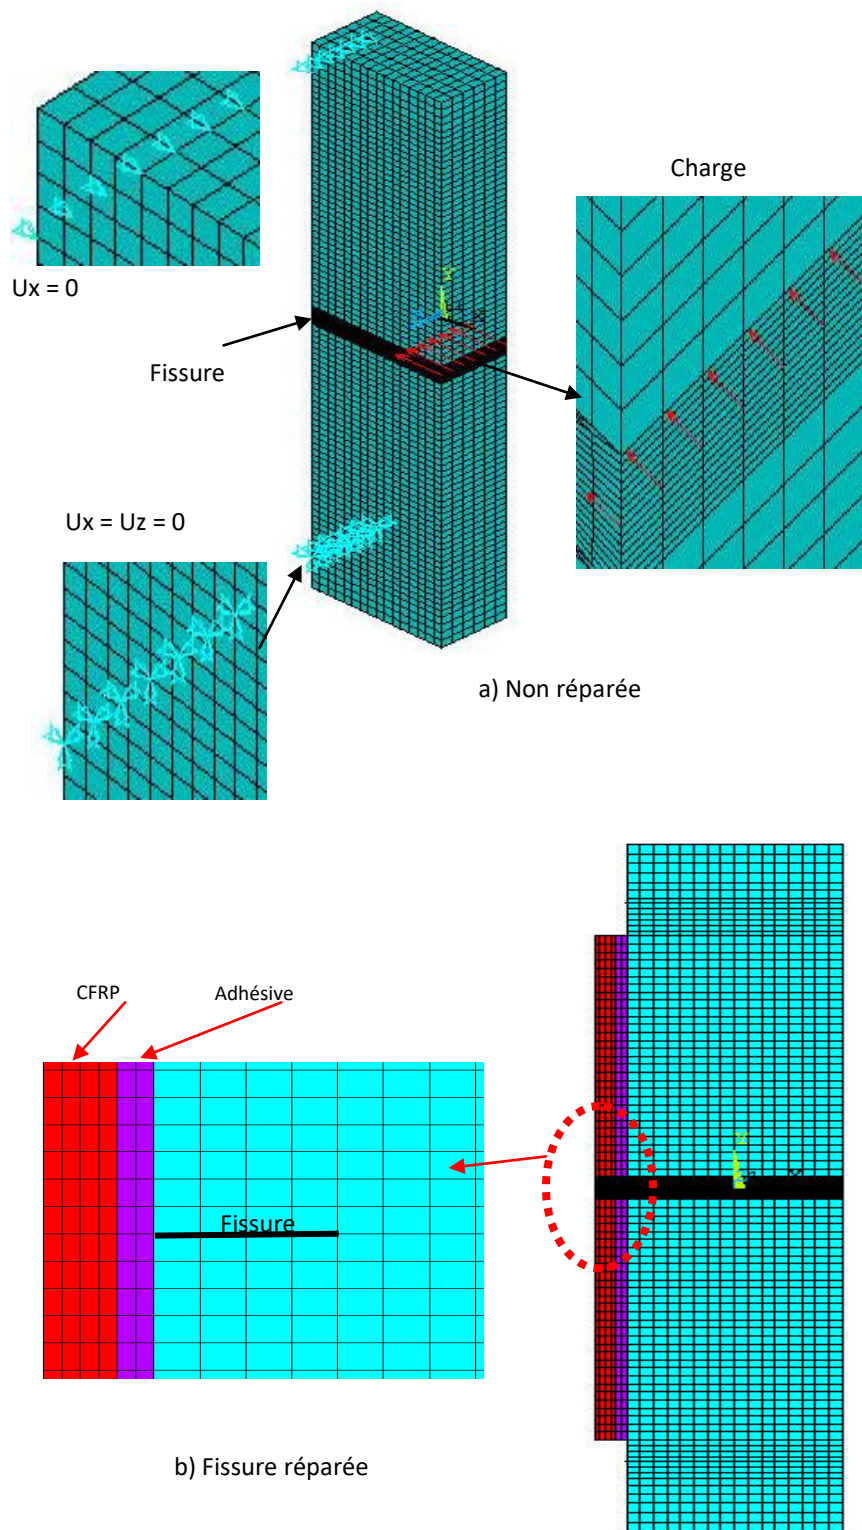 Charge
Ux = 0
Fissure
Ux = Uz = 0
a) Non réparée
CFRP
Adhésive
Fissure
b) Fissure réparée
Y
Y